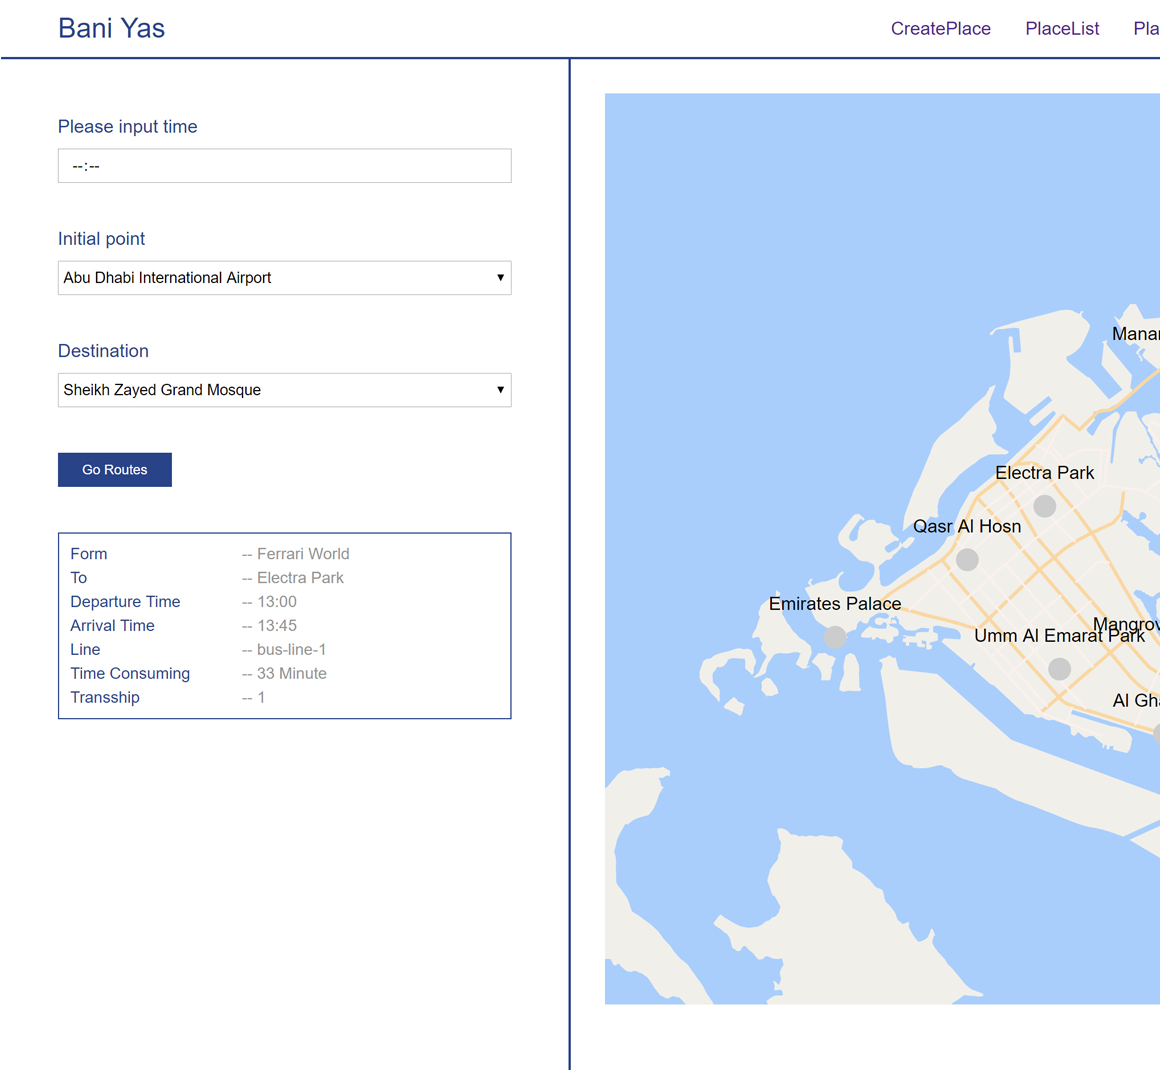 Bani Yas
CreatePlace PlaceList Pla
Please input time
--:--
Initial point
Abu Dhabi International Airport
Destination
Sheikh Zayed Grand Mosque
Go Routes
Form -- Ferrari World
To -- Electra Park
Departure Time -- 13:00
Arrival Time -- 13:45
Line -- bus-line-1
Time Consuming -- 33 Minute
Transship -- 1
Manar
Electra Park
Qasr Al Hosn
Emirates Palace
Mangrov
Umm Al Emarat Park
Al Gha